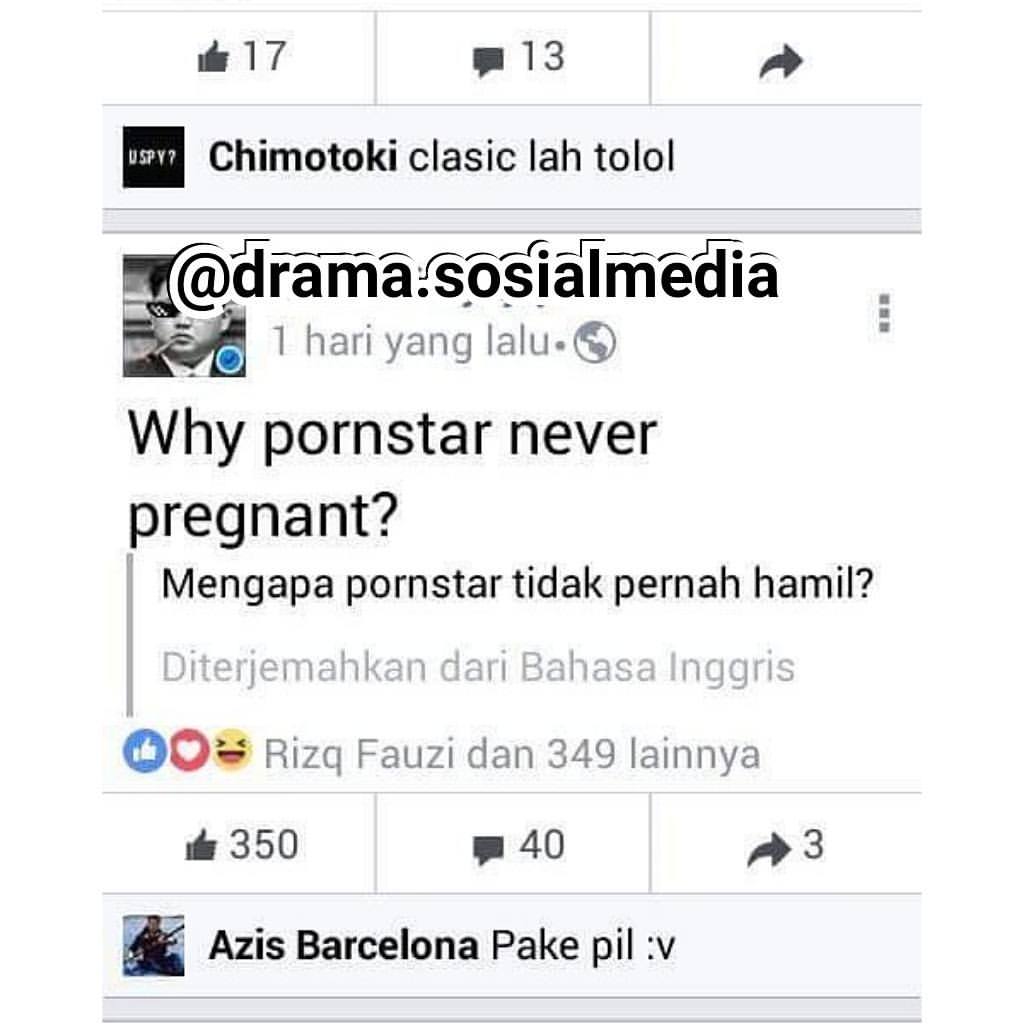 17 13
USPY?
Chimotoki clasic lah tolol
@drama.sosialmedia
1 hari yang lalu•
Why pornstar never
pregnant?
Mengapa pornstar tidak pernah hamil?
Diterjemahkan dari Bahasa Inggris
Rizq Fauzi dan 349 lainnya
350 40 3
Azis Barcelona Pake pil :v